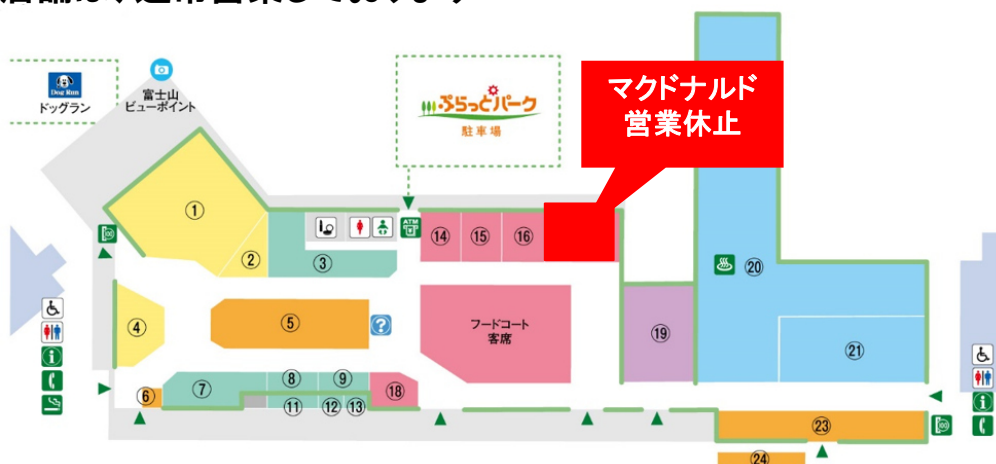 店舗は、通常営業しております
Dog Run
ドッグラン
富士山
ビューポイント
ぷらっとパーク
駐車場
マクドナルド
営業休止
①
②
③
ATM
⑭
⑮
⑯
④
⑤
?
フードコート
客席
⑲
⑳
㉑
⑥
⑦
⑧
⑨
⑪
⑫
⑬
⑱
㉓
㉔